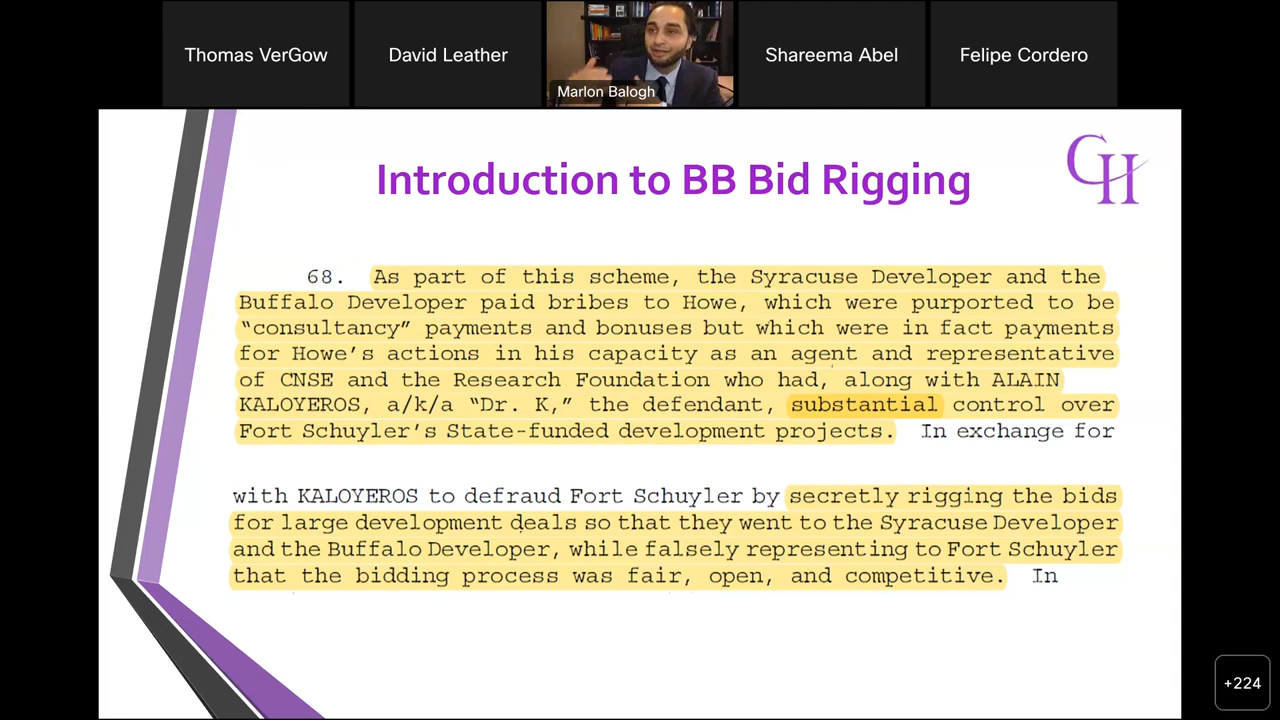 Thomas VerGow
David Leather
Marlon Balogh
Shareema Abel
Felipe Cordero
Introduction to BB Bid Rigging
CH
68. As part of this scheme, the Syracuse Developer and the
Buffalo Developer paid bribes to Howe, which were purported to be
“consultancy” payments and bonuses but which were in fact payments
for Howe’s actions in his capacity as an agent and representative
of CNSE and the Research Foundation who had, along with ALAIN
KALOYEROS, a/k/a “Dr. K,” the defendant, substantial control over
Fort Schuyler’s State-funded development projects. In exchange for
with KALOYEROS to defraud Fort Schuyler by secretly rigging the bids
for large development deals so that they went to the Syracuse Developer
and the Buffalo Developer, while falsely representing to Fort Schuyler
that the bidding process was fair, open, and competitive. In
+224